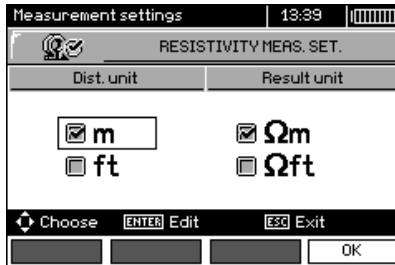 Measurement settings 13:39
RESISTIVITY MEAS. SET.
Dist. unit Result unit
m Ωm
ft Ωft
Choose ENTER Edit ESC Exit
OK